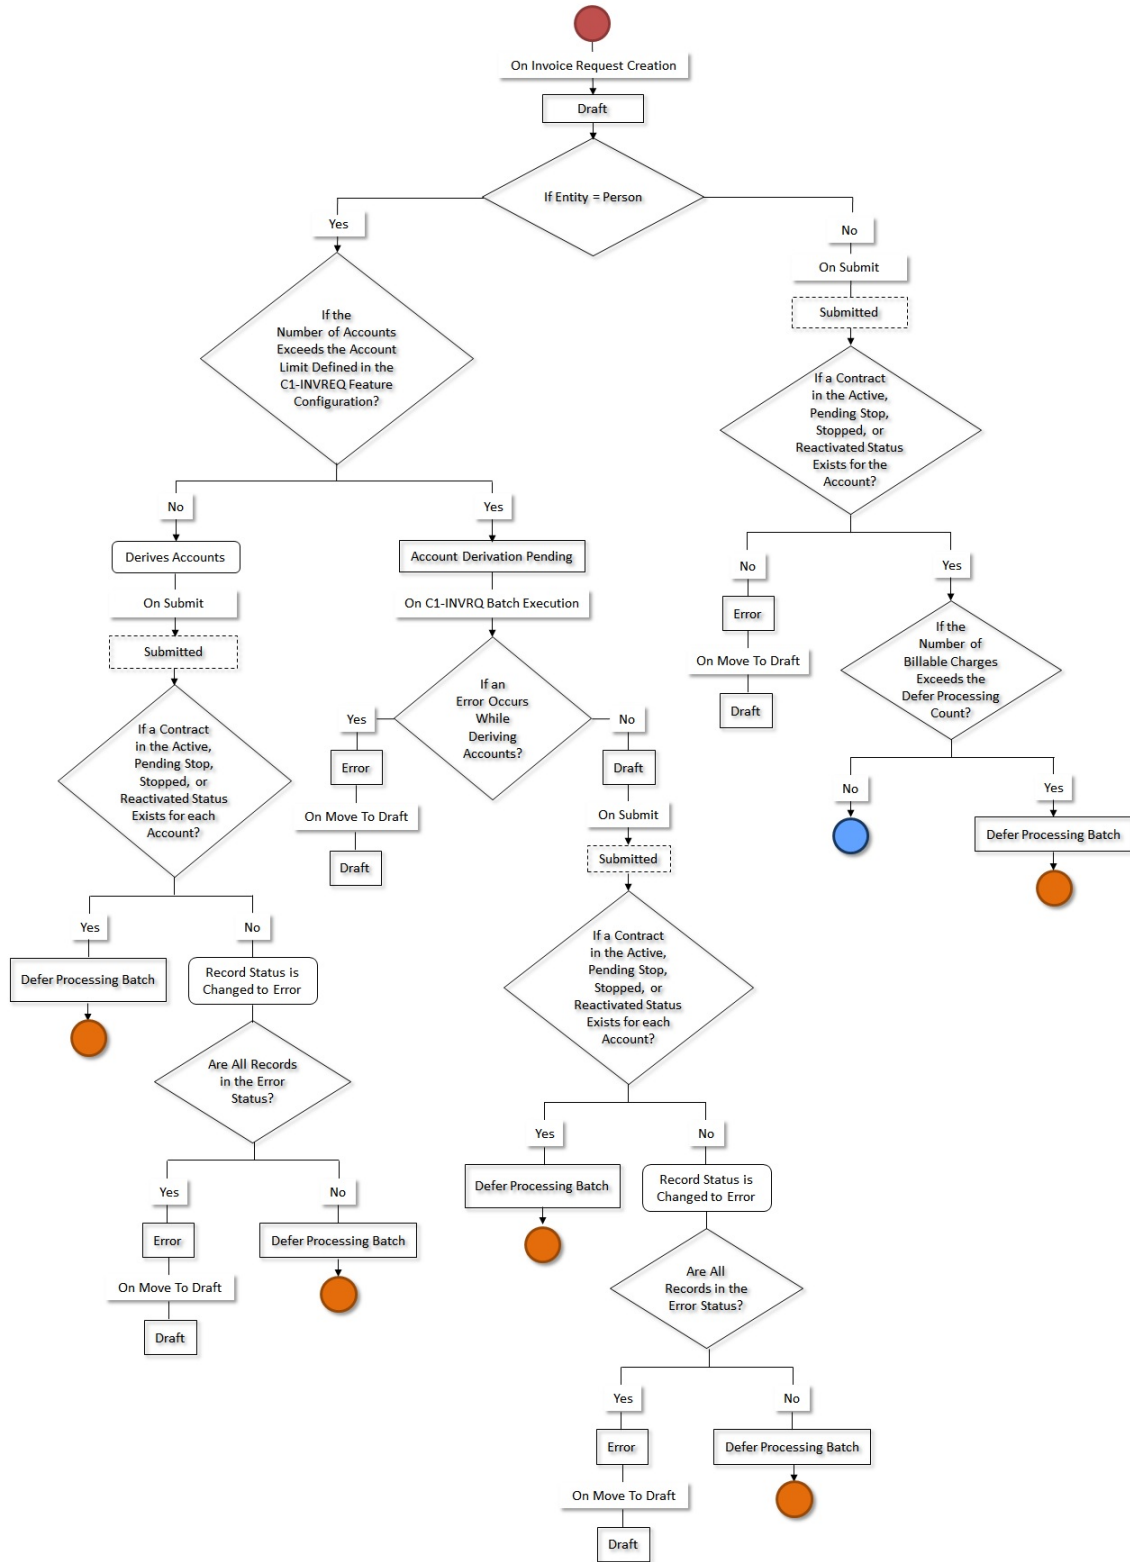 On Invoice Request Creation
Draft
If Entity = Person
Yes
No
On Submit
Submitted
If the
Number of Accounts
Exceeds the Account
Limit Defined in the
C1-INVREQ Feature
Configuration?
If a Contract
in the Active,
Pending Stop,
Stopped, or
Reactivated Status
Exists for the
Account?
No
Yes
Derives Accounts
Account Derivation Pending
On Submit
On C1-INVRQ Batch Execution
Submitted
No
Yes
Error
On Move To Draft
Draft
If the
Number of
Billable Charges
Exceeds the
Defer Processing
Count?
If a Contract
in the Active,
Pending Stop,
Stopped, or
Reactivated Status
Exists for each
Account?
If an
Error Occurs
While
Deriving
Accounts?
Yes
No
Error
On Move To Draft
Draft
Draft
On Submit
Submitted
No
Yes
Defer Processing Batch
Yes
No
Defer Processing Batch
Record Status is
Changed to Error
If a Contract
in the Active,
Pending Stop,
Stopped, or
Reactivated Status
Exists for each
Account?
Are All Records
in the Error
Status?
Yes
No
Error
Defer Processing Batch
On Move To Draft
Draft
Yes
No
Defer Processing Batch
Record Status is
Changed to Error
Are All
Records in the
Error Status?
Yes
No
Error
Defer Processing Batch
On Move To Draft
Draft